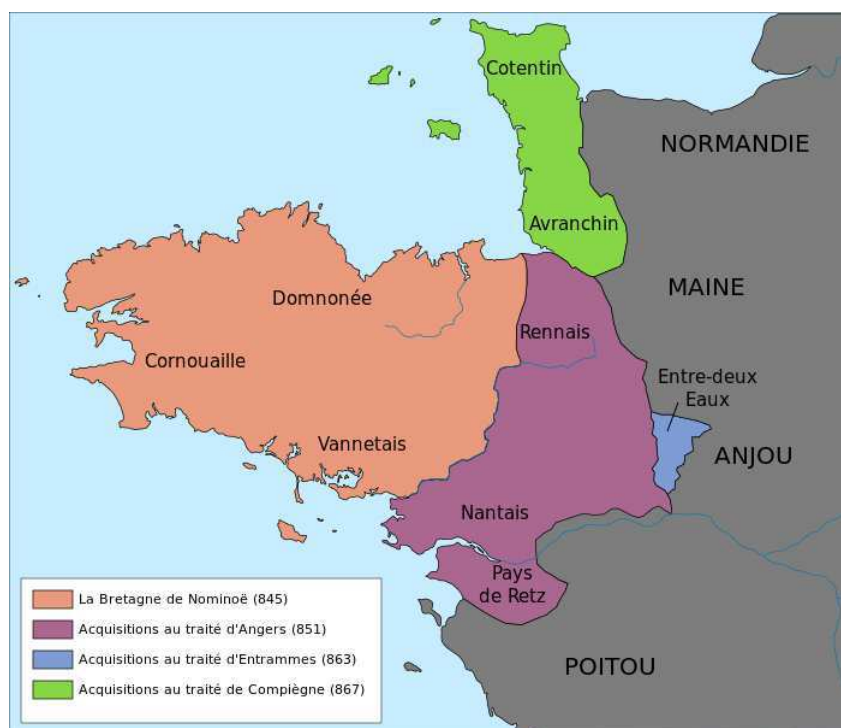 Cotentin
NORMANDIE
Avranchin
MAINE
Domnonée
Rennais
Cornouaille
Entre-deux
Eaux
Vannetais
ANJOU
Nantais
Pays
de Retz
POITOU
La Bretagne de Nominoë (845)
Acquisitions au traité d'Angers (851)
Acquisitions au traité d'Entrammes (863)
Acquisitions au traité de Compiègne (867)